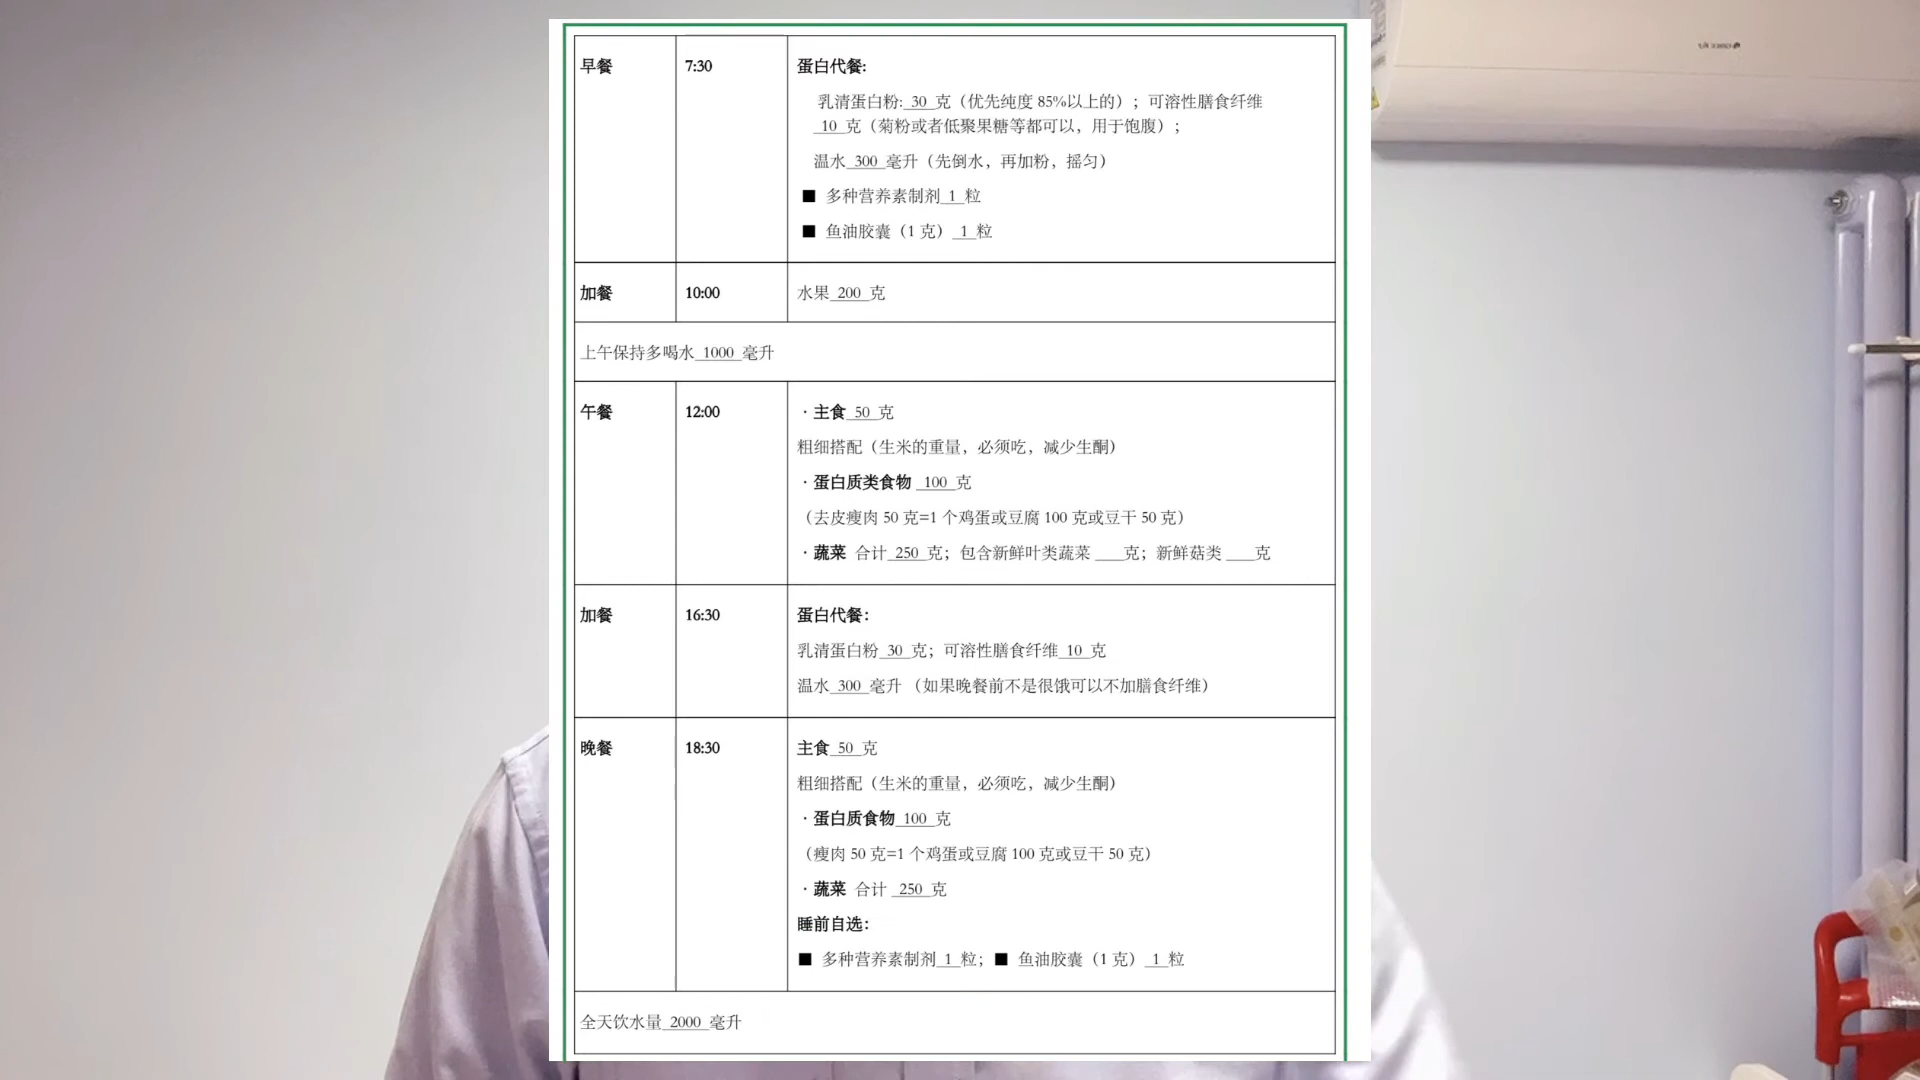 早餐 7:30 蛋白代餐:
乳清蛋白粉: 30 克（优先纯度 85%以上的）；可溶性膳食纤维
10 克（菊粉或者低聚果糖等都可以，用于饱腹）；
温水 300 毫升（先倒水，再加粉，摇匀）
■ 多种营养素制剂 1 粒
■ 鱼油胶囊（1 克） 1 粒
加餐 10:00 水果 200 克
上午保持多喝水 1000 毫升
午餐 12:00 · 主食 50 克
粗细搭配（生米的重量，必须吃，减少生酮）
· 蛋白质类食物 100 克
（去皮瘦肉 50 克=1 个鸡蛋或豆腐 100 克或豆干 50 克）
· 蔬菜 合计 250 克；包含新鲜叶类蔬菜 ___克；新鲜菇类 ___克
加餐 16:30 蛋白代餐：
乳清蛋白粉 30 克；可溶性膳食纤维 10 克
温水 300 毫升 （如果晚餐前不是很饿可以不加膳食纤维）
晚餐 18:30 主食 50 克
粗细搭配（生米的重量，必须吃，减少生酮）
· 蛋白质食物 100 克
（瘦肉 50 克=1 个鸡蛋或豆腐 100 克或豆干 50 克）
· 蔬菜 合计 250 克
睡前自选：
■ 多种营养素制剂 1 粒；■ 鱼油胶囊（1 克） 1 粒
全天饮水量 2000 毫升